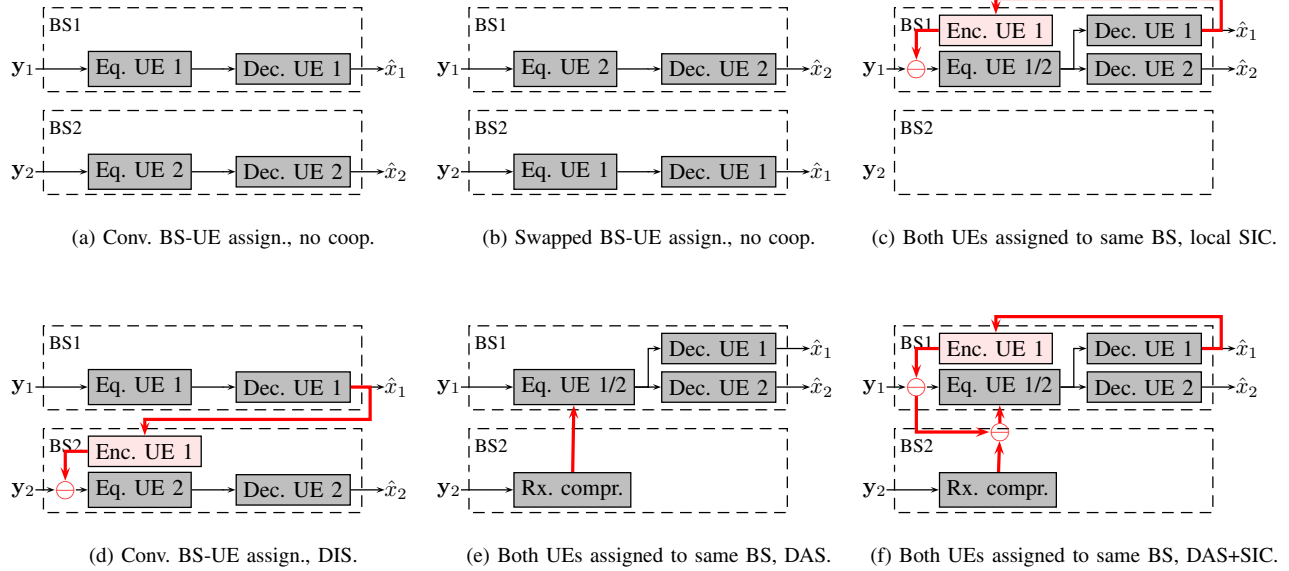 BS1
y1 Eq. UE 1 Dec. UE 1 x̂1
BS2
y2 Eq. UE 2 Dec. UE 2 x̂2
(a) Conv. BS-UE assign., no coop.
BS1
y1 Eq. UE 2 Dec. UE 2 x̂2
BS2
y2 Eq. UE 1 Dec. UE 1 x̂1
(b) Swapped BS-UE assign., no coop.
BS1
Enc. UE 1 Dec. UE 1 x̂1
y1 Eq. UE 1/2 Dec. UE 2 x̂2
BS2
y2
(c) Both UEs assigned to same BS, local SIC.
BS1
y1 Eq. UE 1 Dec. UE 1 x̂1
BS2
Enc. UE 1
y2 Eq. UE 2 Dec. UE 2 x̂2
(d) Conv. BS-UE assign., DIS.
BS1
Dec. UE 1 x̂1
y1 Eq. UE 1/2 Dec. UE 2 x̂2
BS2
y2 Rx. compr.
(e) Both UEs assigned to same BS, DAS.
BS1
Enc. UE 1 Dec. UE 1 x̂1
y1 Eq. UE 1/2 Dec. UE 2 x̂2
BS2
y2 Rx. compr.
(f) Both UEs assigned to same BS, DAS+SIC.